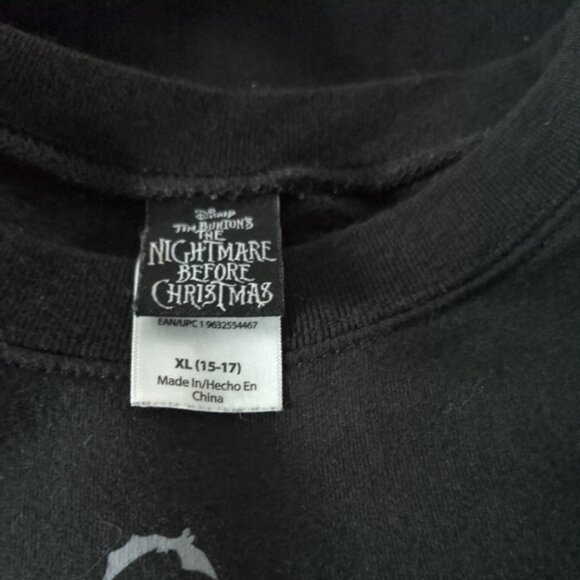 Disney
TIM BURTON'S
THE
NIGHTMARE
BEFORE
CHRISTMAS
EAN/UPC 1 9632554467
XL (15-17)
Made In/Hecho En
China